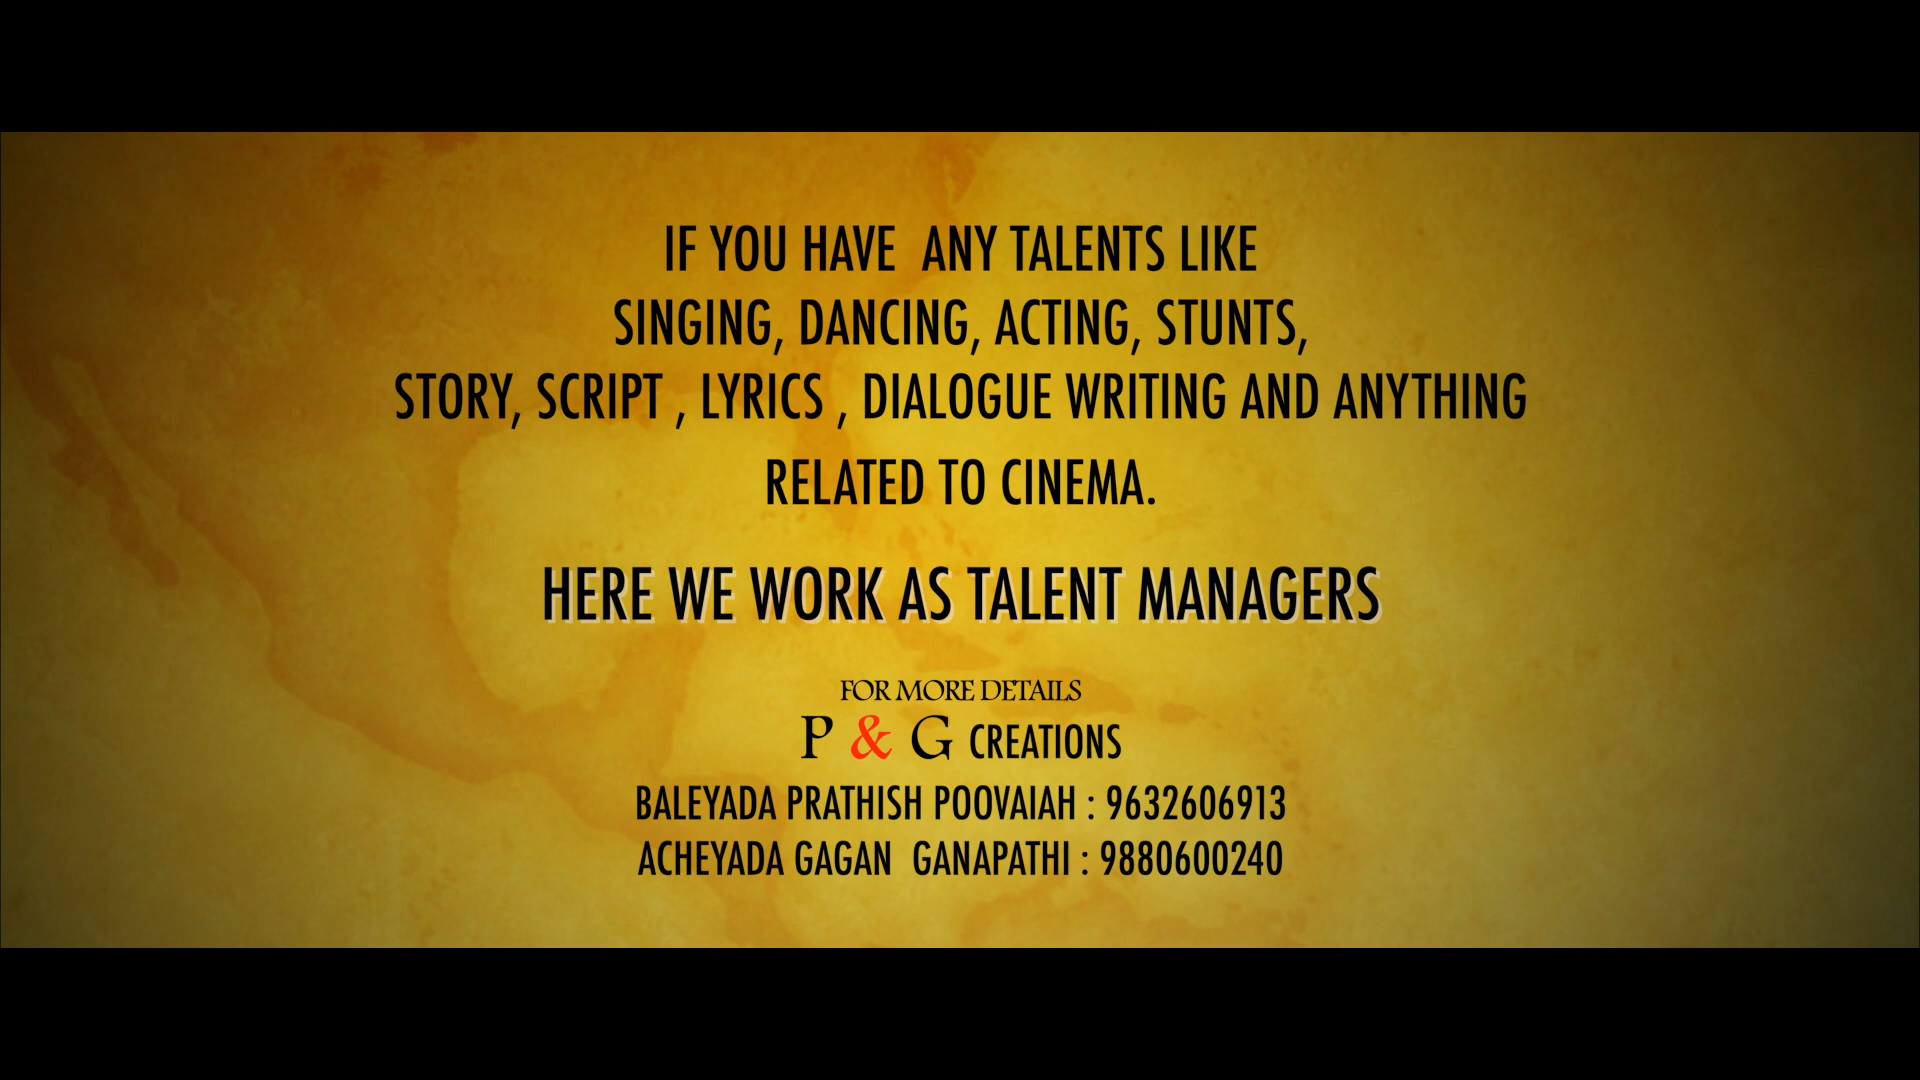 IF YOU HAVE ANY TALENTS LIKE
SINGING, DANCING, ACTING, STUNTS,
STORY, SCRIPT , LYRICS , DIALOGUE WRITING AND ANYTHING
RELATED TO CINEMA.
HERE WE WORK AS TALENT MANAGERS
FOR MORE DETAILS
P & G CREATIONS
BALEYADA PRATHISH POOVAIAH : 9632606913
ACHEYADA GAGAN GANAPATHI : 9880600240